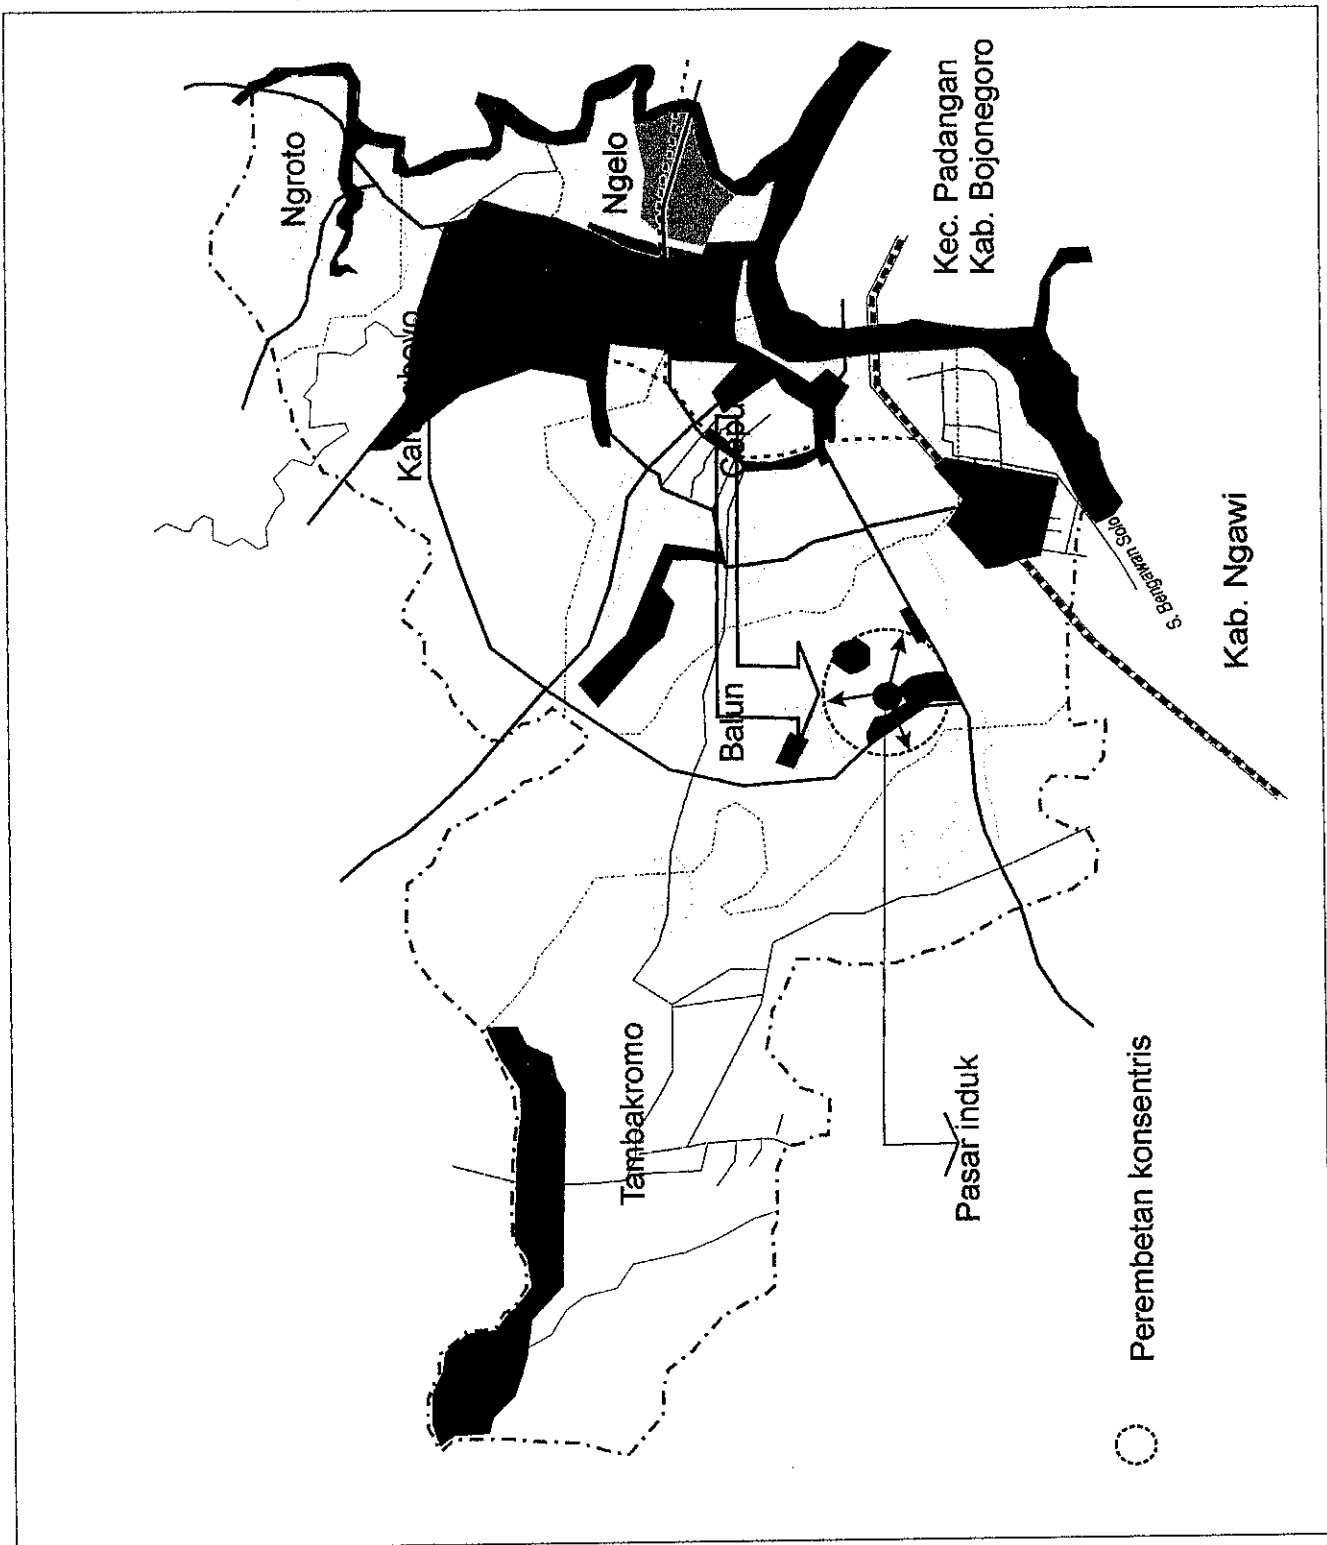 Ngroto
Ngelo
Kec. Padangan
Kab. Bojonegoro
Cepu
Balun
S. Bengawan Solo
Kab. Ngawi
Tambakromo
Pasar induk
Perembetan konsentris